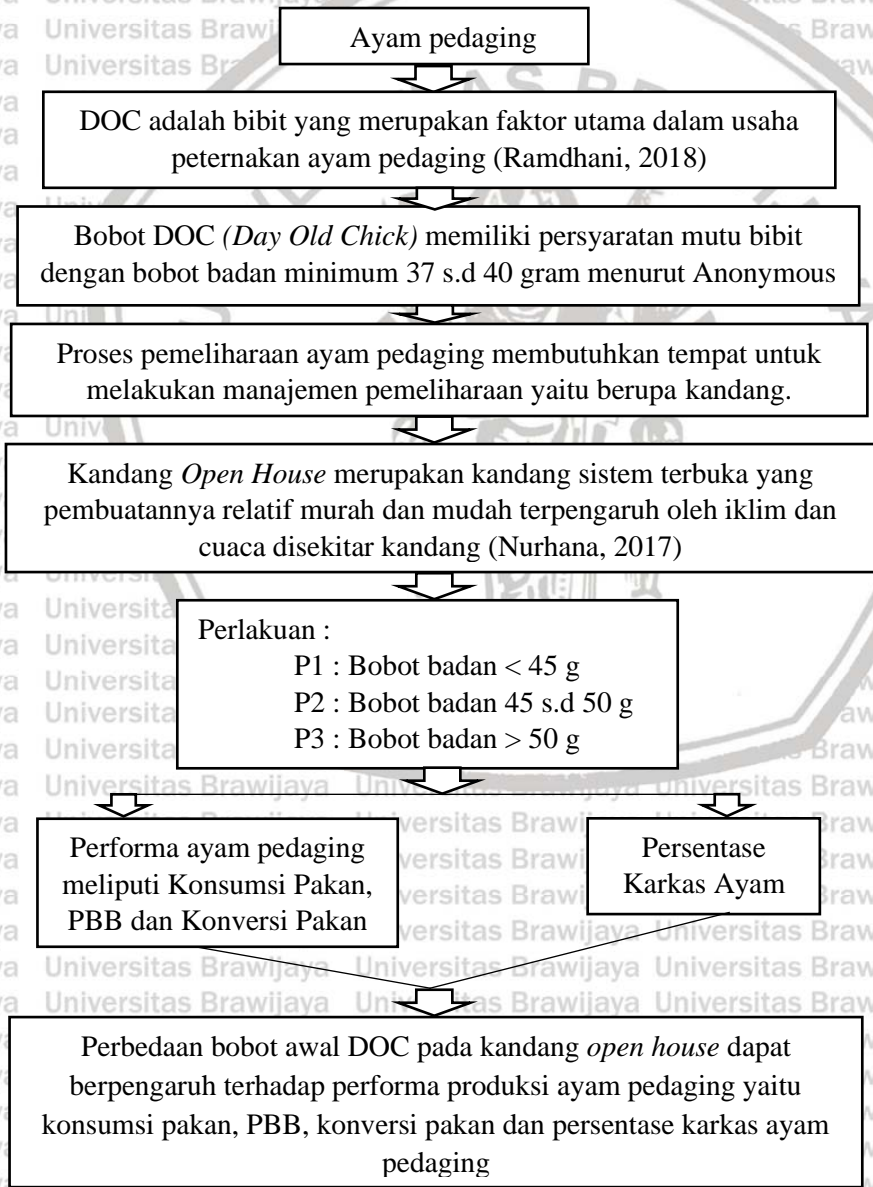 Ayam pedaging
DOC adalah bibit yang merupakan faktor utama dalam usaha
peternakan ayam pedaging (Ramdhani, 2018)
Bobot DOC (Day Old Chick) memiliki persyaratan mutu bibit
dengan bobot badan minimum 37 s.d 40 gram menurut Anonymous
Proses pemeliharaan ayam pedaging membutuhkan tempat untuk
melakukan manajemen pemeliharaan yaitu berupa kandang.
Kandang Open House merupakan kandang sistem terbuka yang
pembuatannya relatif murah dan mudah terpengaruh oleh iklim dan
cuaca disekitar kandang (Nurhana, 2017)
Perlakuan :
P1 : Bobot badan < 45 g
P2 : Bobot badan 45 s.d 50 g
P3 : Bobot badan > 50 g
Performa ayam pedaging
meliputi Konsumsi Pakan,
PBB dan Konversi Pakan
Persentase
Karkas Ayam
Perbedaan bobot awal DOC pada kandang open house dapat
berpengaruh terhadap performa produksi ayam pedaging yaitu
konsumsi pakan, PBB, konversi pakan dan persentase karkas ayam
pedaging